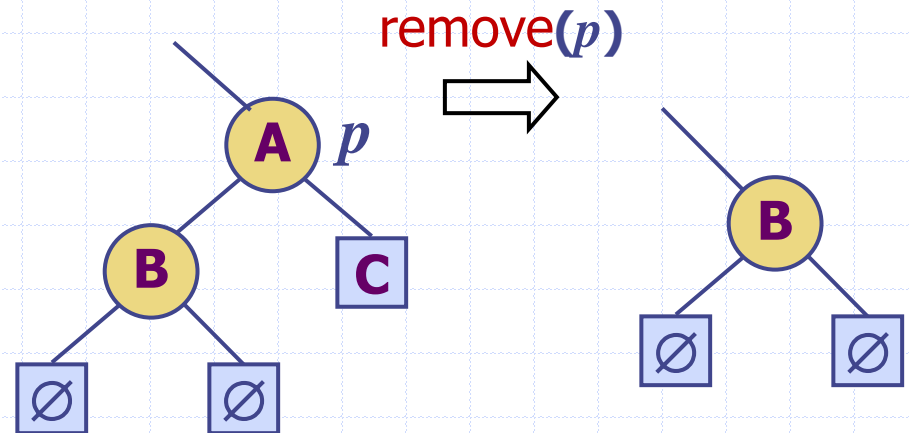 remove(p)
A p
B
B C
∅ ∅
∅ ∅